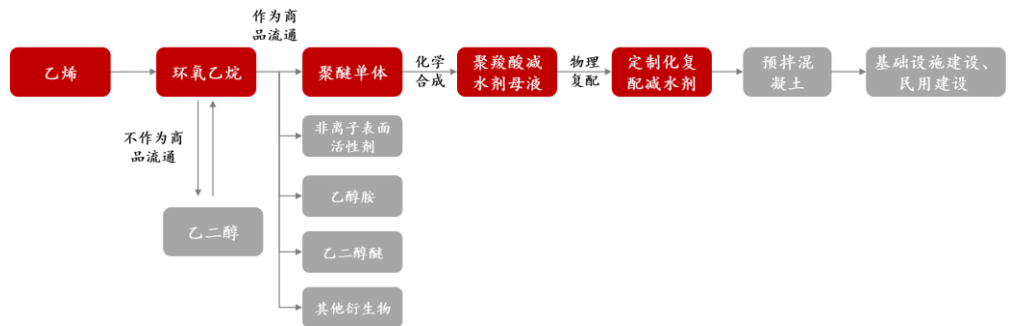 作为商
品流通
乙烯
环氧乙烷
聚醚单体
化学
合成
聚羧酸减
水剂母液
物理
复配
定制化复
配减水剂
预拌混
凝土
基础设施建设、
民用建设
不作为商
品流通
非离子表面
活性剂
乙醇胺
乙二醇
乙二醇醚
其他衍生物